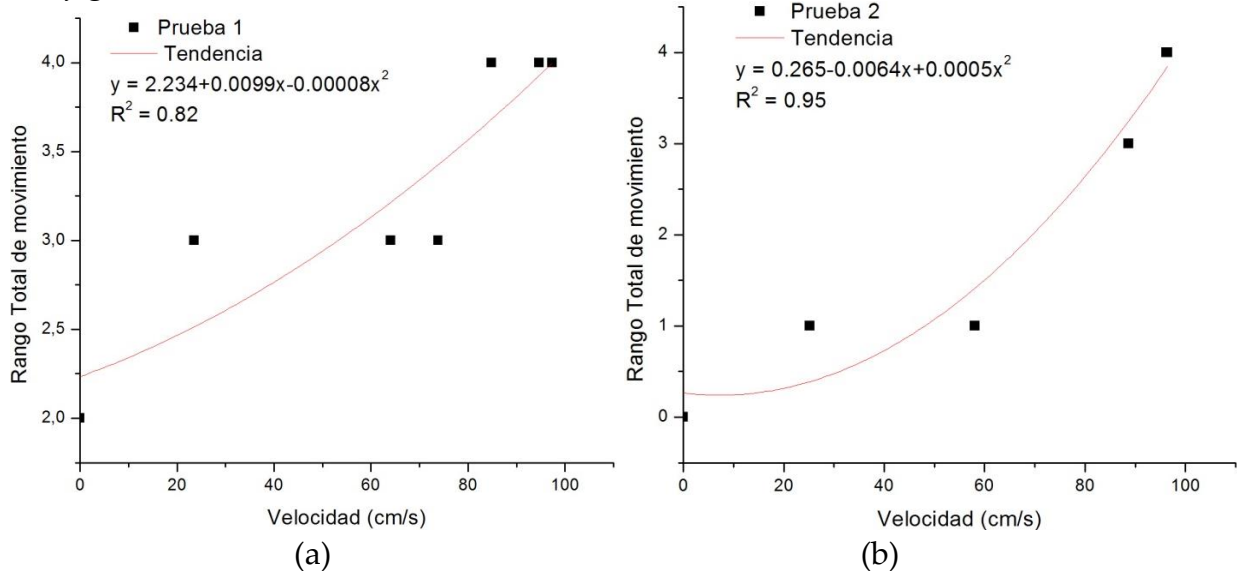 Prueba 1
Tendencia
y = 2.234+0.0099x-0.00008x²
R² = 0.82
4,0
3,5
3,0
2,5
2,0
Rango Total de movimiento
0 20 40 60 80 100
Velocidad (cm/s)
(a)
Prueba 2
Tendencia
y = 0.265-0.0064x+0.0005x²
R² = 0.95
4
3
2
1
0
Rango Total de movimiento
0 20 40 60 80 100
Velocidad (cm/s)
(b)